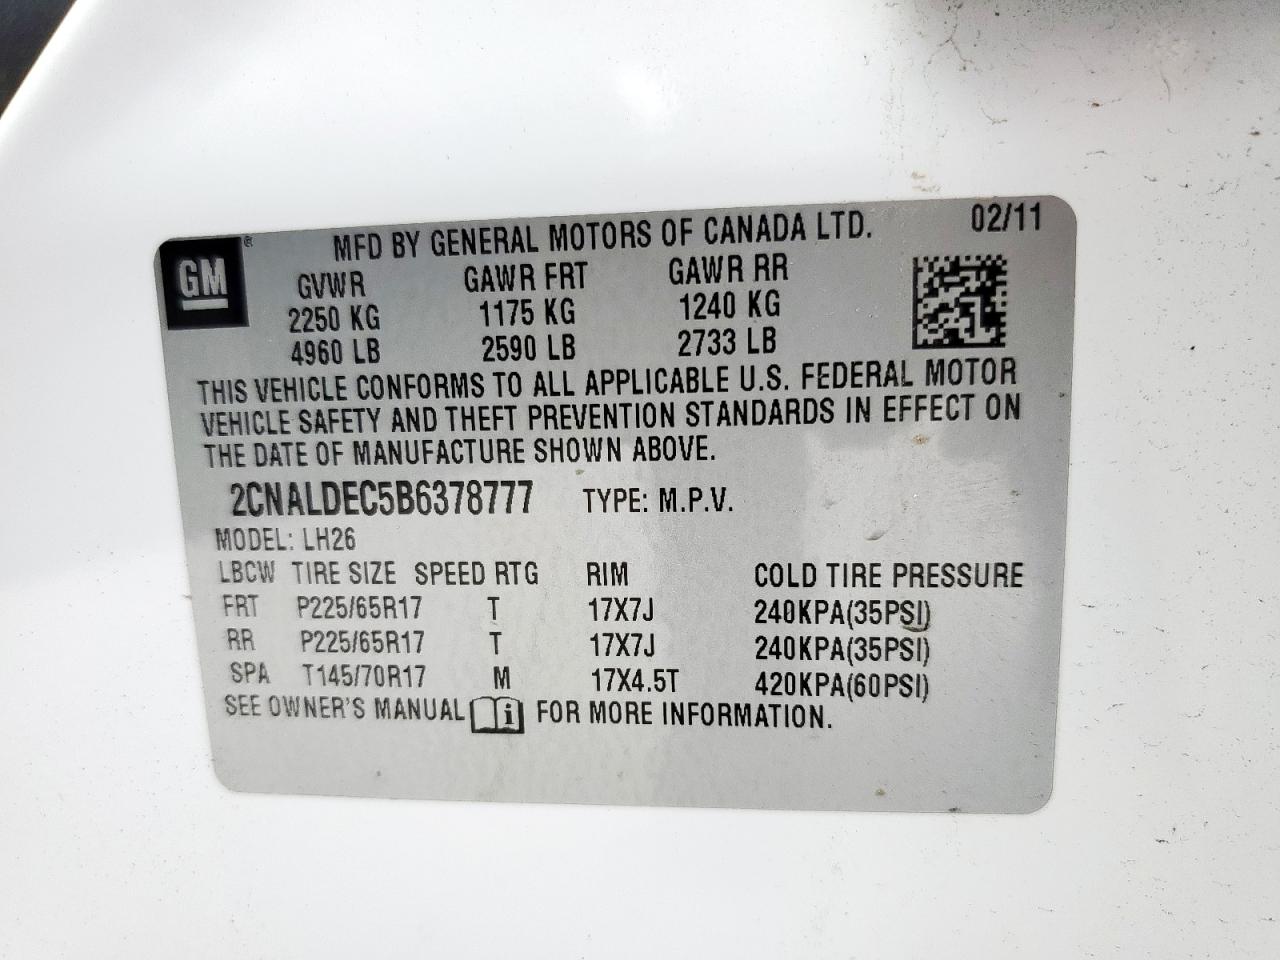 GM®
MFD BY GENERAL MOTORS OF CANADA LTD. 02/11
GVWR GAWR FRT GAWR RR
2250 KG 1175 KG 1240 KG
4960 LB 2590 LB 2733 LB
THIS VEHICLE CONFORMS TO ALL APPLICABLE U.S. FEDERAL MOTOR
VEHICLE SAFETY AND THEFT PREVENTION STANDARDS IN EFFECT ON
THE DATE OF MANUFACTURE SHOWN ABOVE.
2CNALDEC5B6378777 TYPE: M.P.V.
MODEL: LH26
LBCW TIRE SIZE SPEED RTG RIM COLD TIRE PRESSURE
FRT P225/65R17 T 17X7J 240KPA(35PSI)
RR P225/65R17 T 17X7J 240KPA(35PSI)
SPA T145/70R17 M 17X4.5T 420KPA(60PSI)
SEE OWNER'S MANUAL i FOR MORE INFORMATION.